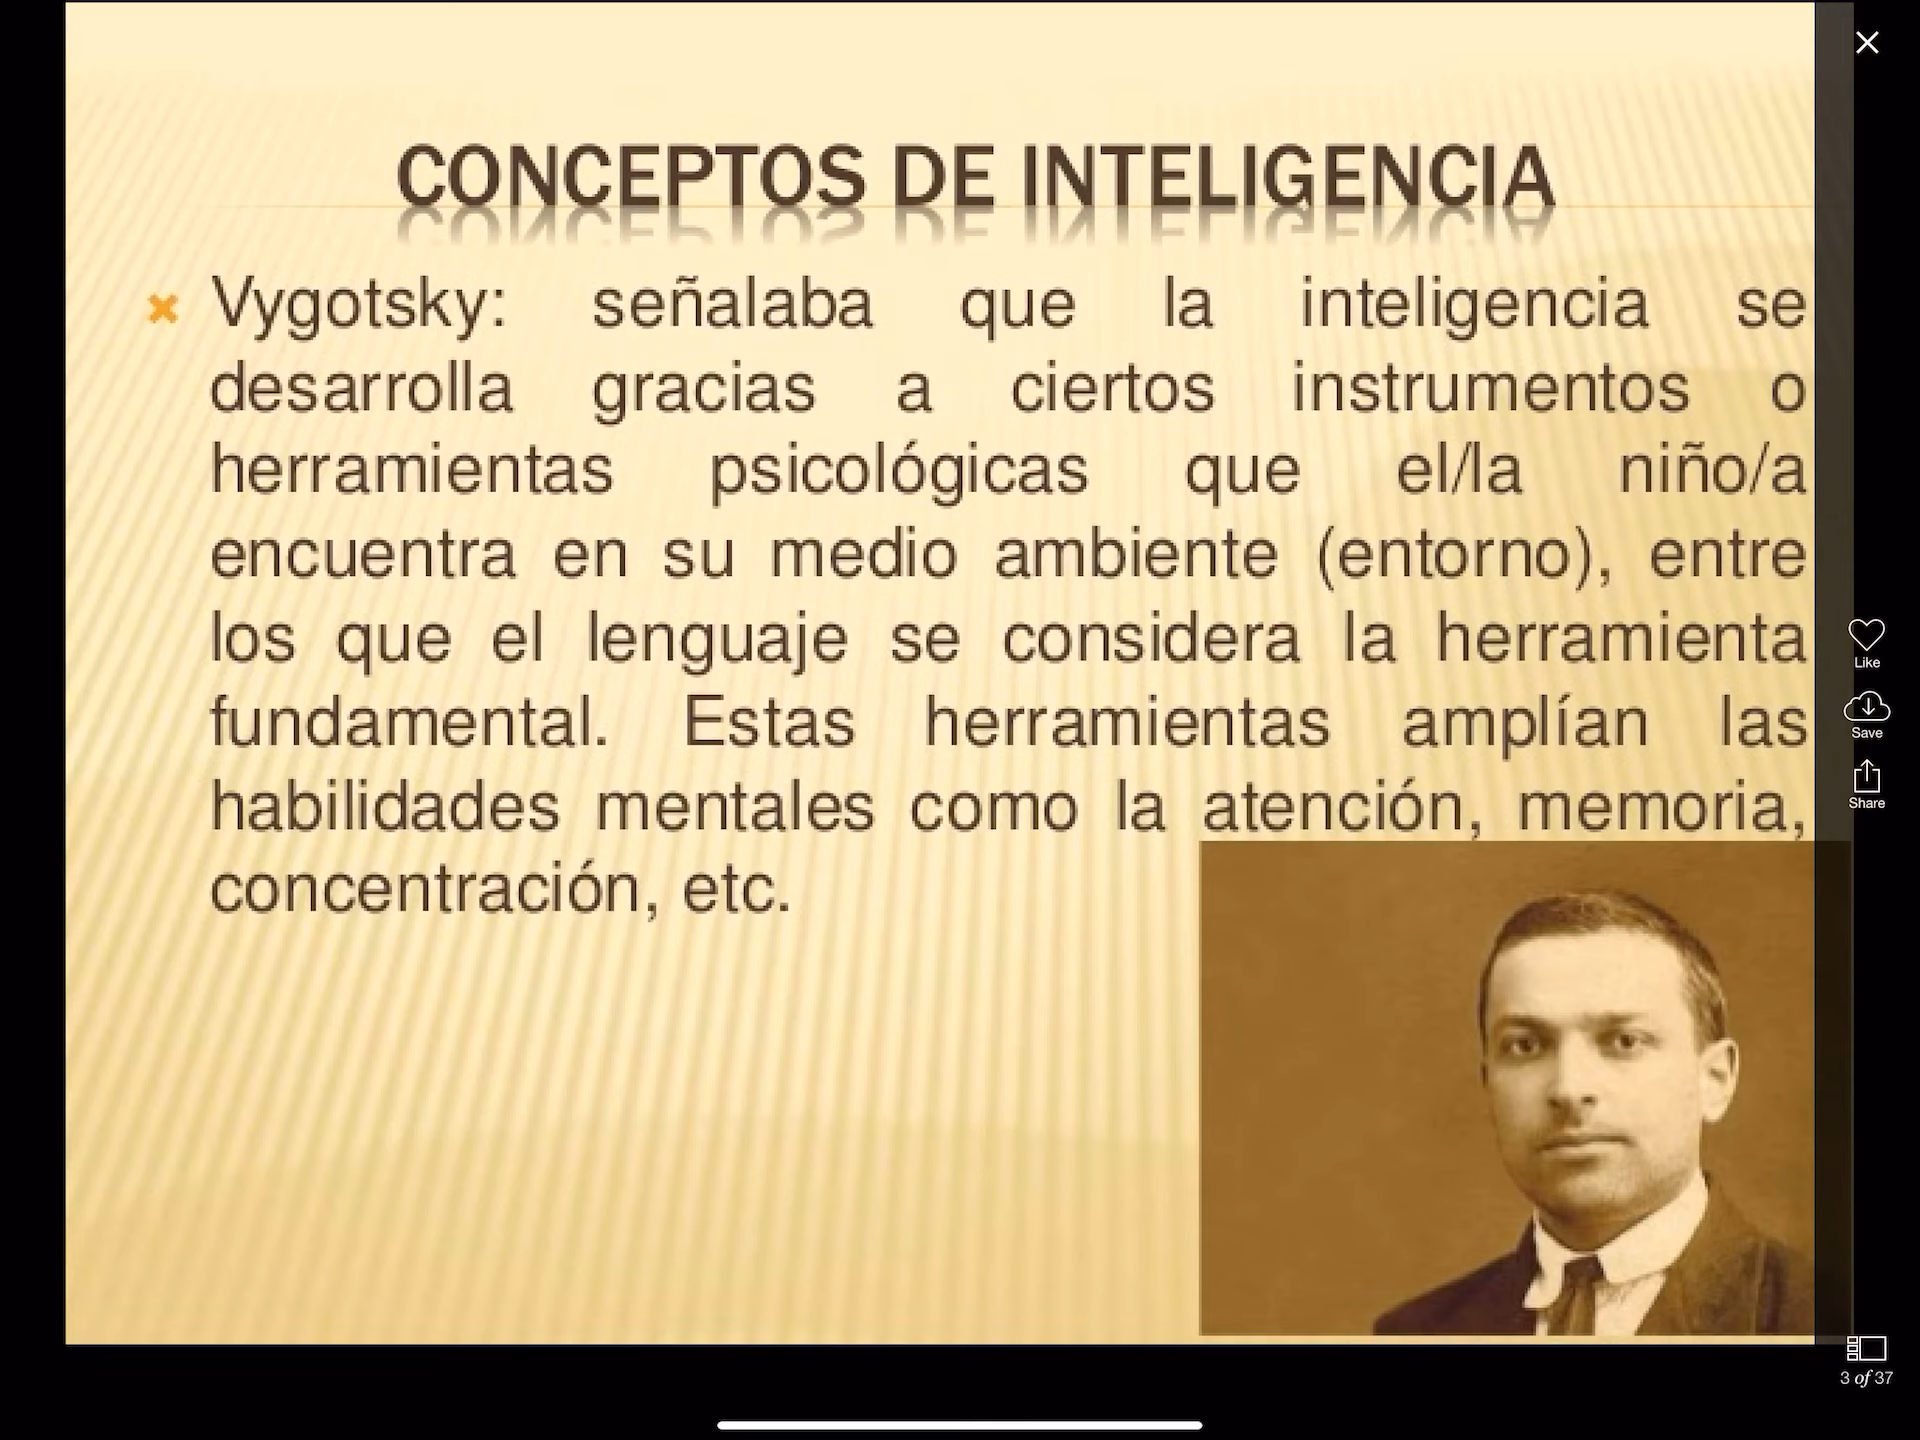 CONCEPTOS DE INTELIGENCIA
Vygotsky: señalaba que la inteligencia se
desarrolla gracias a ciertos instrumentos o
herramientas psicológicas que el/la niño/a
encuentra en su medio ambiente (entorno), entre
los que el lenguaje se considera la herramienta
fundamental. Estas herramientas amplían las
habilidades mentales como la atención, memoria,
concentración, etc.
Like
Save
Share
3 of 37